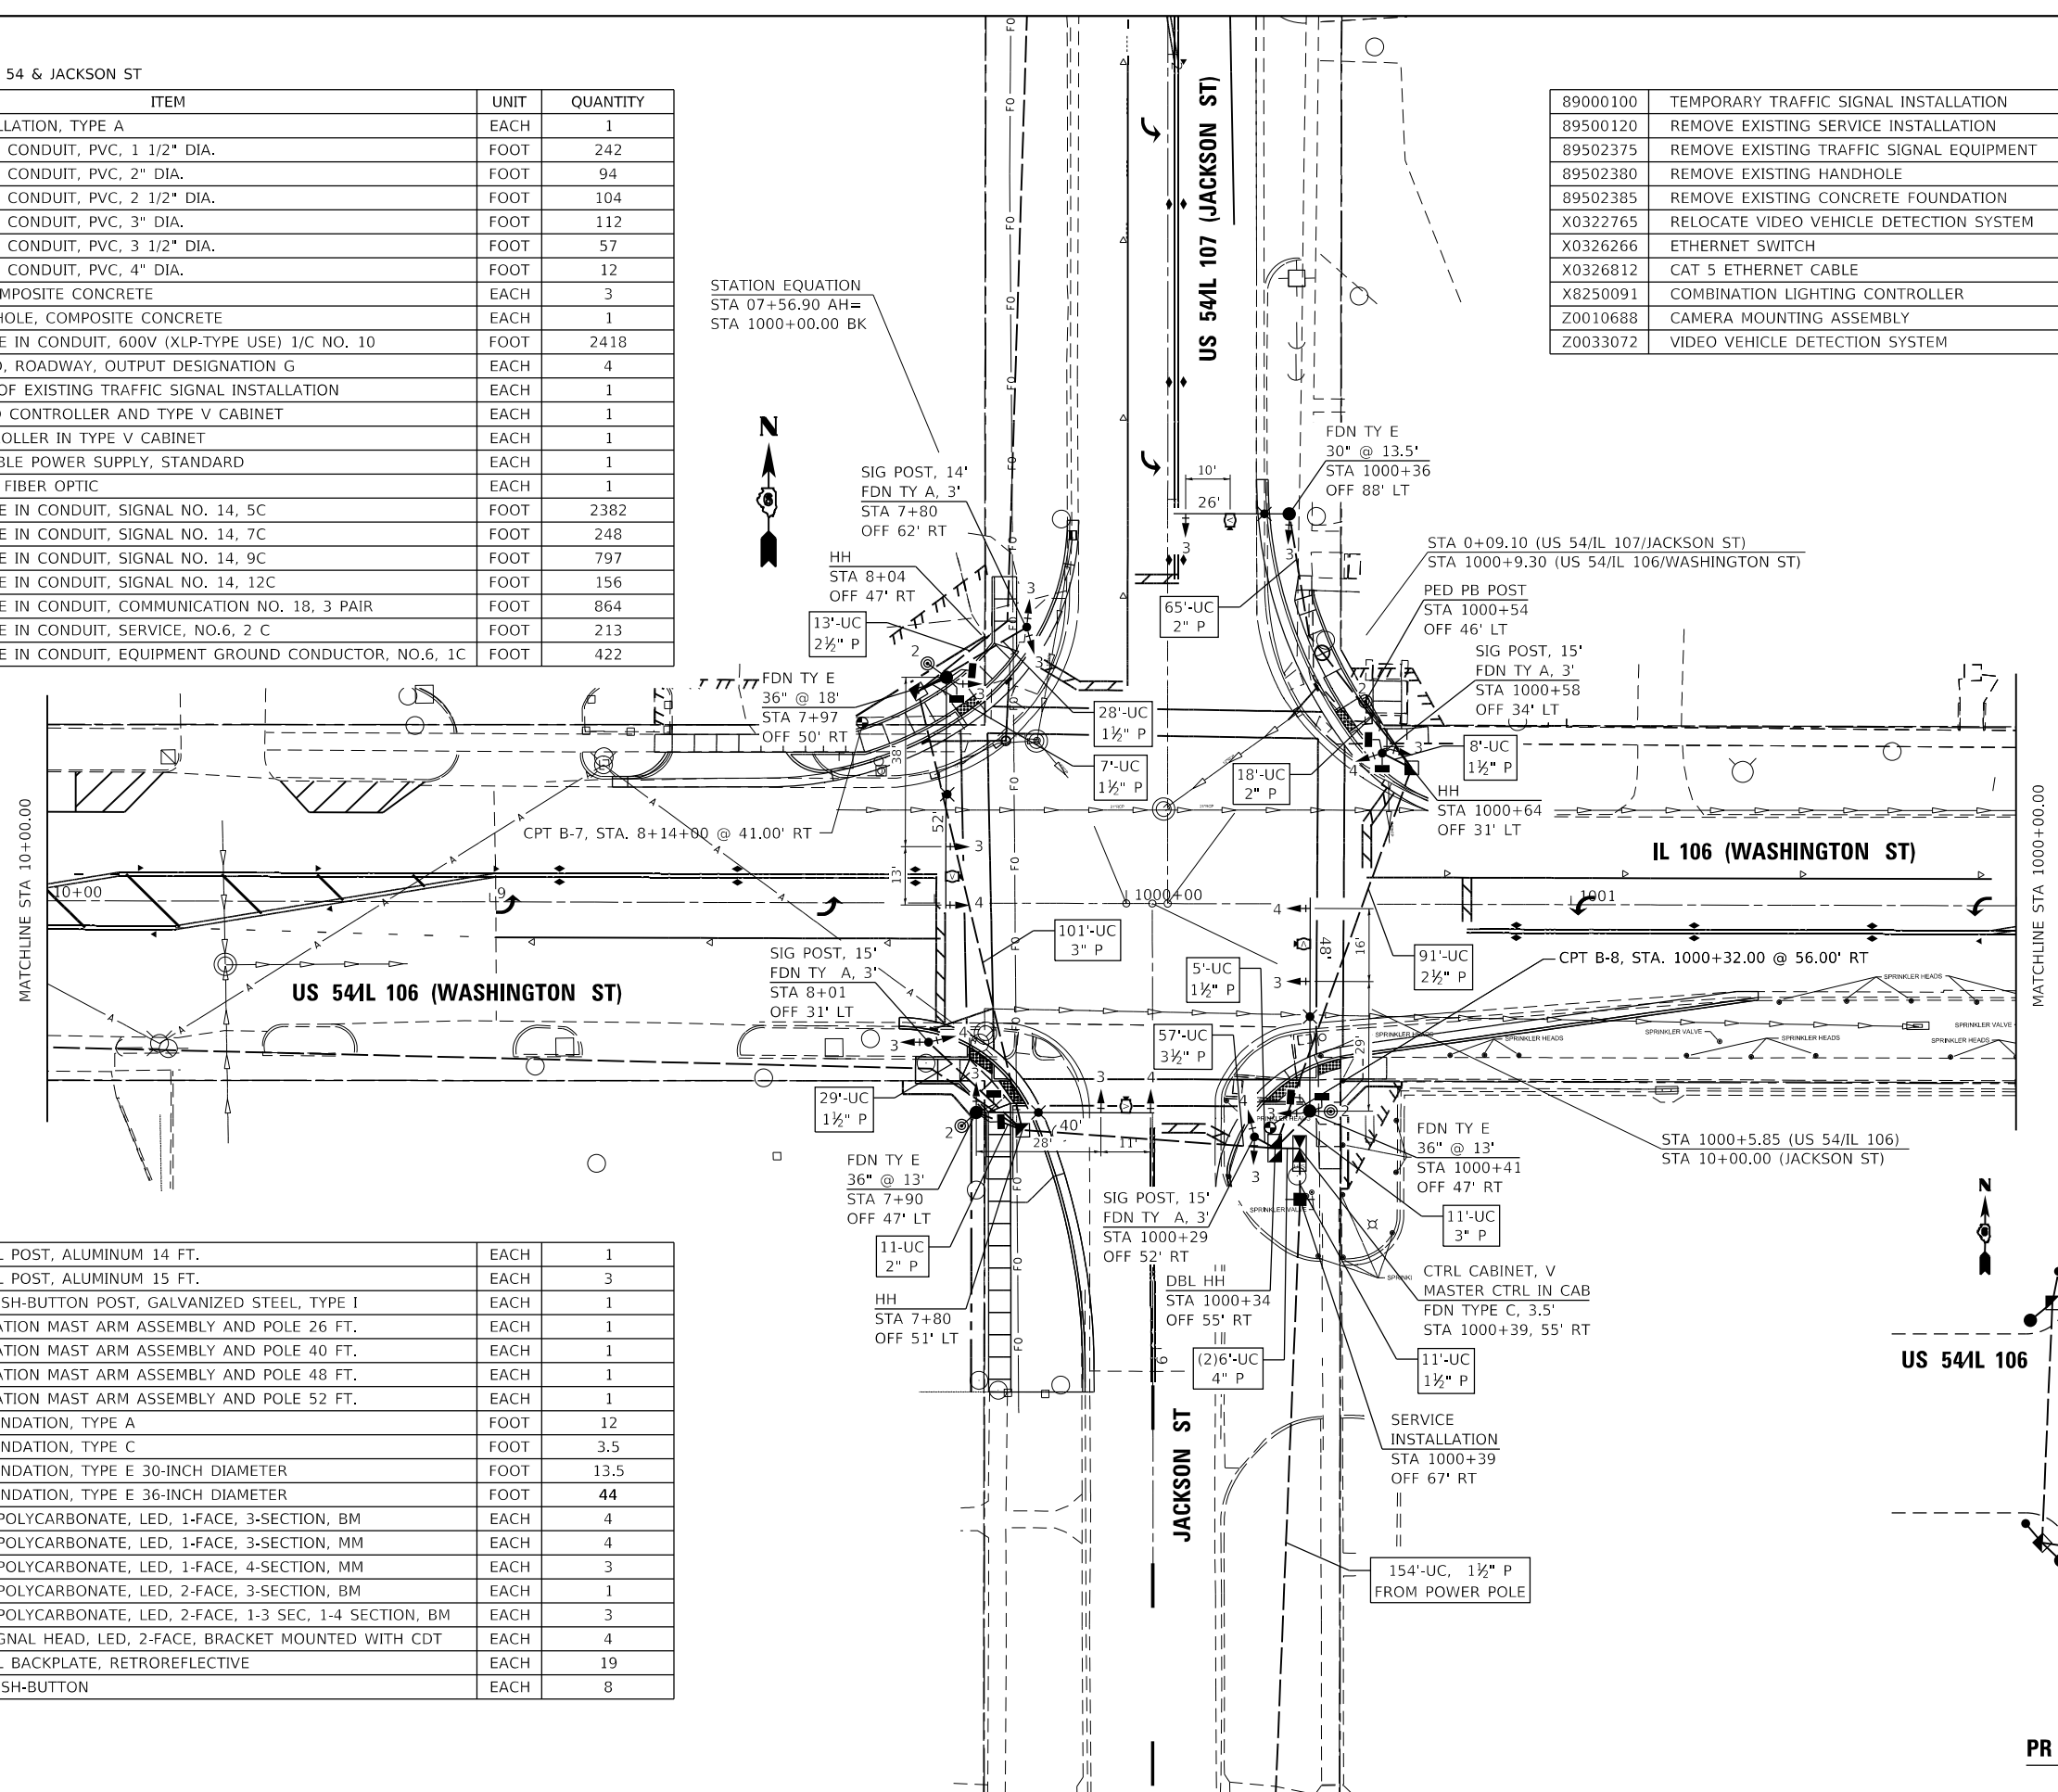 54 & JACKSON ST
ITEM UNIT QUANTITY
LATION, TYPE A EACH 1
CONDUIT, PVC, 1 1/2" DIA. FOOT 242
CONDUIT, PVC, 2" DIA. FOOT 94
CONDUIT, PVC, 2 1/2" DIA. FOOT 104
CONDUIT, PVC, 3" DIA. FOOT 112
CONDUIT, PVC, 3 1/2" DIA. FOOT 57
CONDUIT, PVC, 4" DIA. FOOT 12
MPOSITE CONCRETE EACH 3
HOLE, COMPOSITE CONCRETE EACH 1
E IN CONDUIT, 600V (XLP-TYPE USE) 1/C NO. 10 FOOT 2418
D, ROADWAY, OUTPUT DESIGNATION G EACH 4
OF EXISTING TRAFFIC SIGNAL INSTALLATION EACH 1
D CONTROLLER AND TYPE V CABINET EACH 1
OLLER IN TYPE V CABINET EACH 1
BLE POWER SUPPLY, STANDARD EACH 1
FIBER OPTIC EACH 1
E IN CONDUIT, SIGNAL NO. 14, 5C FOOT 2382
E IN CONDUIT, SIGNAL NO. 14, 7C FOOT 248
E IN CONDUIT, SIGNAL NO. 14, 9C FOOT 797
E IN CONDUIT, SIGNAL NO. 14, 12C FOOT 156
E IN CONDUIT, COMMUNICATION NO. 18, 3 PAIR FOOT 864
E IN CONDUIT, SERVICE, NO.6, 2 C FOOT 213
E IN CONDUIT, EQUIPMENT GROUND CONDUCTOR, NO.6, 1C FOOT 422
89000100 TEMPORARY TRAFFIC SIGNAL INSTALLATION
89500120 REMOVE EXISTING SERVICE INSTALLATION
89502375 REMOVE EXISTING TRAFFIC SIGNAL EQUIPMENT
89502380 REMOVE EXISTING HANDHOLE
89502385 REMOVE EXISTING CONCRETE FOUNDATION
X0322765 RELOCATE VIDEO VEHICLE DETECTION SYSTEM
X0326266 ETHERNET SWITCH
X0326812 CAT 5 ETHERNET CABLE
X8250091 COMBINATION LIGHTING CONTROLLER
Z0010688 CAMERA MOUNTING ASSEMBLY
Z0033072 VIDEO VEHICLE DETECTION SYSTEM
US 54/IL 107 (JACKSON ST)
STATION EQUATION
STA 07+56.90 AH=
STA 1000+00.00 BK
N
SIG POST, 14'
FDN TY A, 3'
STA 7+80
OFF 62' RT
HH
STA 8+04
OFF 47' RT
13'-UC
2½" P
FDN TY E
36" @ 18'
STA 7+97
OFF 50' RT
FDN TY E
30" @ 13.5'
STA 1000+36
OFF 88' LT
10'
26'
STA 0+09.10 (US 54/IL 107/JACKSON ST)
STA 1000+9.30 (US 54/IL 106/WASHINGTON ST)
PED PB POST
STA 1000+54
OFF 46' LT
65'-UC
2" P
SIG POST, 15'
FDN TY A, 3'
STA 1000+58
OFF 34' LT
28'-UC
1½" P
7'-UC
1½" P
18'-UC
2" P
8'-UC
1½" P
HH
STA 1000+64
OFF 31' LT
CPT B-7, STA. 8+14+00 @ 41.00' RT
38'
52'
13'
IL 106 (WASHINGTON ST)
MATCHLINE STA 10+00.00
MATCHLINE STA 1000+00.00
10+00
9
1000+00
1001
101'-UC
3" P
SIG POST, 15'
FDN TY A, 3'
STA 8+01
OFF 31' LT
US 54/IL 106 (WASHINGTON ST)
48'
16'
29'
91'-UC
2½" P
CPT B-8, STA. 1000+32.00 @ 56.00' RT
5'-UC
1½" P
57'-UC
3½" P
SPRINKLER HEADS
SPRINKLER VALVE
SPRINKLER VALVE
SPRINKLER HEADS
SPRINKLER HEADS
SPRINKLER HEADS
SPRINKLER HEADS
29'-UC
1½" P
28'
40'
11'
FDN TY E
36" @ 13'
STA 7+90
OFF 47' LT
11-UC
2" P
HH
STA 7+80
OFF 51' LT
SIG POST, 15'
FDN TY A, 3'
STA 1000+29
OFF 52' RT
SPRINKLER VALVE
DBL HH
STA 1000+34
OFF 55' RT
(2)6'-UC
4" P
FDN TY E
36" @ 13'
STA 1000+41
OFF 47' RT
11'-UC
3" P
STA 1000+5.85 (US 54/IL 106)
STA 10+00.00 (JACKSON ST)
CTRL CABINET, V
MASTER CTRL IN CAB
FDN TYPE C, 3.5'
STA 1000+39, 55' RT
11'-UC
1½" P
SERVICE
INSTALLATION
STA 1000+39
OFF 67' RT
JACKSON ST
154'-UC, 1½" P
FROM POWER POLE
N
US 54/IL 106
PR
L POST, ALUMINUM 14 FT. EACH 1
L POST, ALUMINUM 15 FT. EACH 3
SH-BUTTON POST, GALVANIZED STEEL, TYPE I EACH 1
ATION MAST ARM ASSEMBLY AND POLE 26 FT. EACH 1
ATION MAST ARM ASSEMBLY AND POLE 40 FT. EACH 1
ATION MAST ARM ASSEMBLY AND POLE 48 FT. EACH 1
ATION MAST ARM ASSEMBLY AND POLE 52 FT. EACH 1
NDATION, TYPE A FOOT 12
NDATION, TYPE C FOOT 3.5
NDATION, TYPE E 30-INCH DIAMETER FOOT 13.5
NDATION, TYPE E 36-INCH DIAMETER FOOT 44
POLYCARBONATE, LED, 1-FACE, 3-SECTION, BM EACH 4
POLYCARBONATE, LED, 1-FACE, 3-SECTION, MM EACH 4
POLYCARBONATE, LED, 1-FACE, 4-SECTION, MM EACH 3
POLYCARBONATE, LED, 2-FACE, 3-SECTION, BM EACH 1
POLYCARBONATE, LED, 2-FACE, 1-3 SEC, 1-4 SECTION, BM EACH 3
GNAL HEAD, LED, 2-FACE, BRACKET MOUNTED WITH CDT EACH 4
L BACKPLATE, RETROREFLECTIVE EACH 19
SH-BUTTON EACH 8